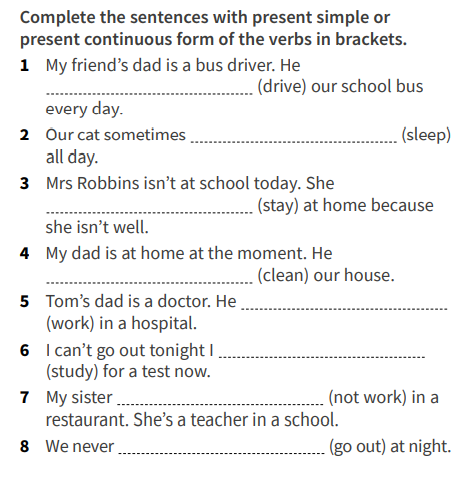 Complete the sentences with present simple or
present continuous form of the verbs in brackets.
1 My friend's dad is a bus driver. He
(drive) our school bus
every day.
2 Our cat sometimes (sleep)
all day.
3 Mrs Robbins isn't at school today. She
(stay) at home because
she isn't well.
4 My dad is at home at the moment. He
(clean) our house.
5 Tom's dad is a doctor. He
(work) in a hospital.
6 I can't go out tonight I
(study) for a test now.
7 My sister (not work) in a
restaurant. She's a teacher in a school.
8 We never (go out) at night.